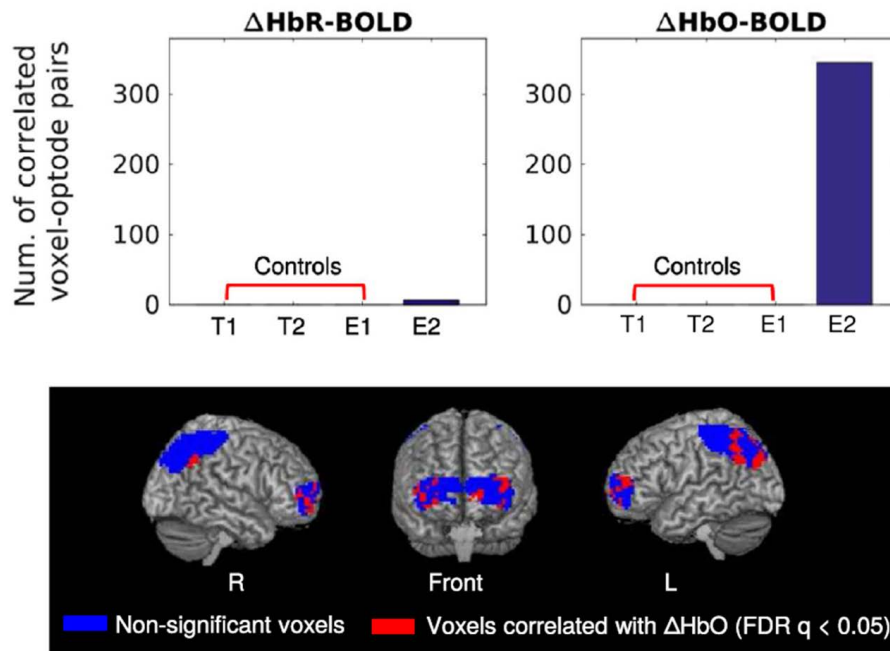 ΔHbR-BOLD
ΔHbO-BOLD
Num. of correlated
voxel-optode pairs
300
200
100
0
Controls
T1 T2 E1 E2
300
200
100
0
Controls
T1 T2 E1 E2
R Front L
Non-significant voxels
Voxels correlated with ΔHbO (FDR q < 0.05)